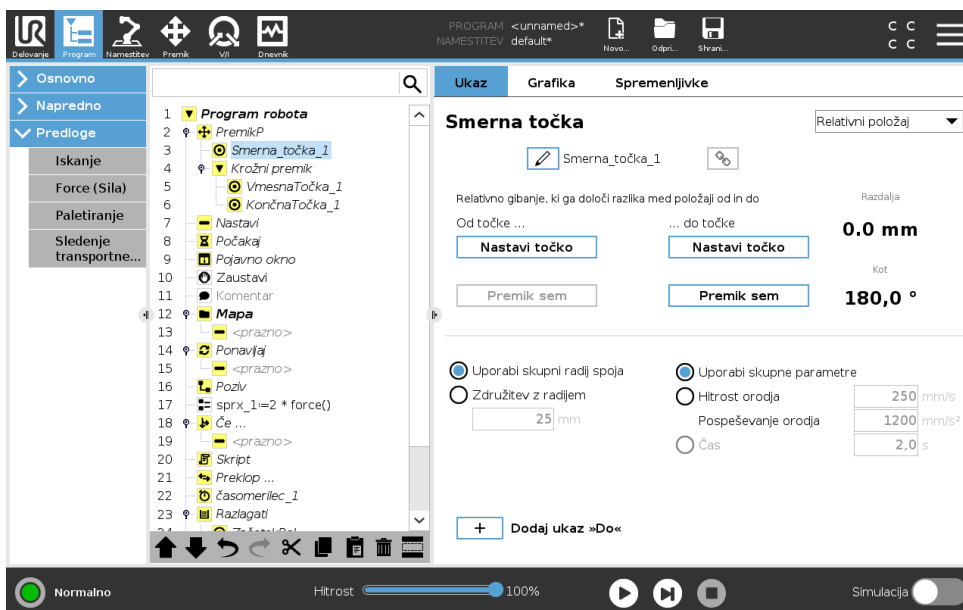 PROGRAM <unnamed>*
NAMESTITEV default*
Delovanje Program Namestitev Premik V/I Dnevnik Novo... Odpri... Shrani...
C C
C C
Osnovno
Napredno
Predloge
Iskanje
Force (Sila)
Paletiranje
Sledenje
transportne...
1 Program robota
2 PremikP
3 Smerna_točka_1
4 Krožni premik
5 VmesnaTočka_1
6 KončnaTočka_1
7 Nastavi
8 Počakaj
9 Pojavno okno
10 Zaustavi
11 Komentar
12 Mapa
13 <prazno>
14 Ponavljaj
15 <prazno>
16 Poziv
17 sprx_1≔2 * force()
18 Če ...
19 <prazno>
20 Skript
21 Preklop ...
22 časomerilec_1
23 Razlagati
Ukaz Grafika Spremenljivke
Smerna točka
Relativni položaj
Smerna_točka_1
Relativno gibanje, ki ga določi razlika med položaji od in do
Razdalja
Od točke ... ... do točke
0.0 mm
Nastavi točko Nastavi točko
Kot
Premik sem Premik sem
180,0 °
Uporabi skupni radij spoja
Združitev z radijem
25 mm
Uporabi skupne parametre
Hitrost orodja 250 mm/s
Pospeševanje orodja 1200 mm/s²
Čas 2,0 s
+ Dodaj ukaz »Do«
Normalno
Hitrost 100%
Simulacija